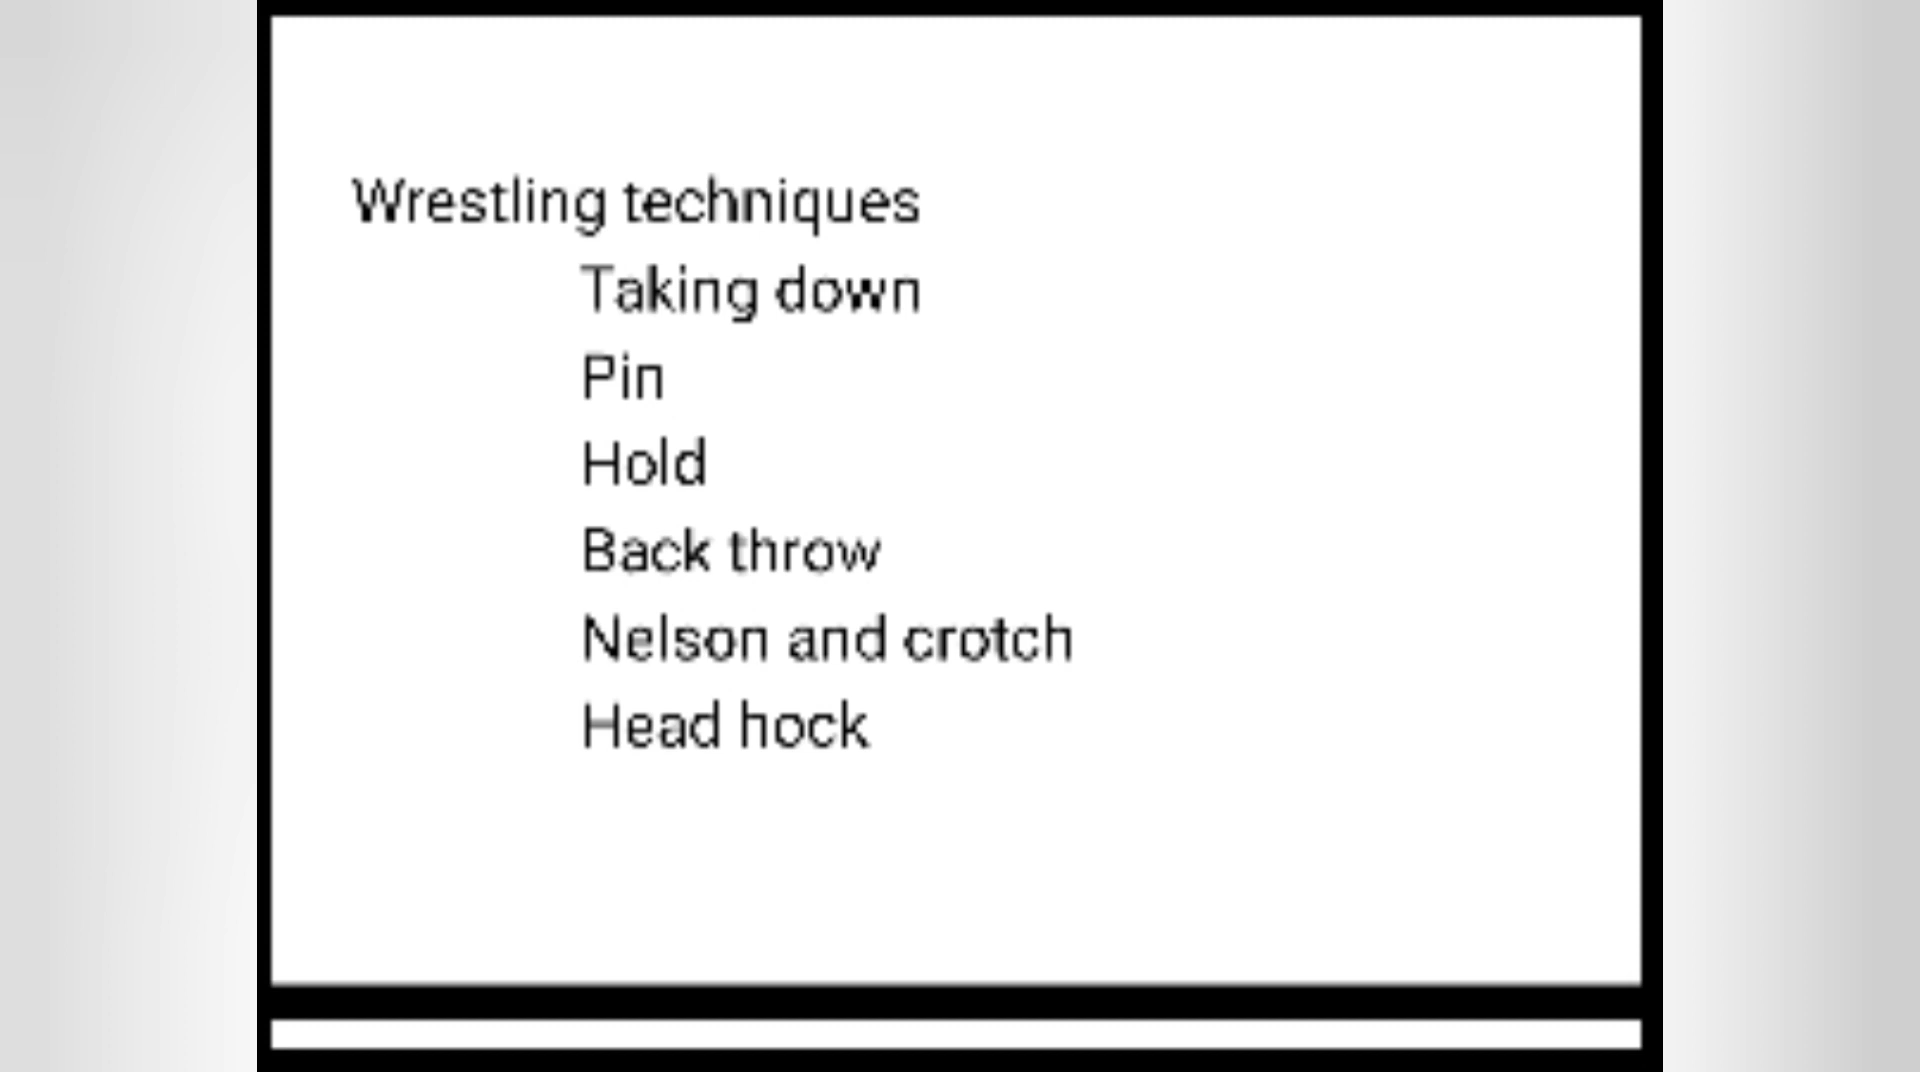 Wrestling techniques
Taking down
Pin
Hold
Back throw
Nelson and crotch
Head hock